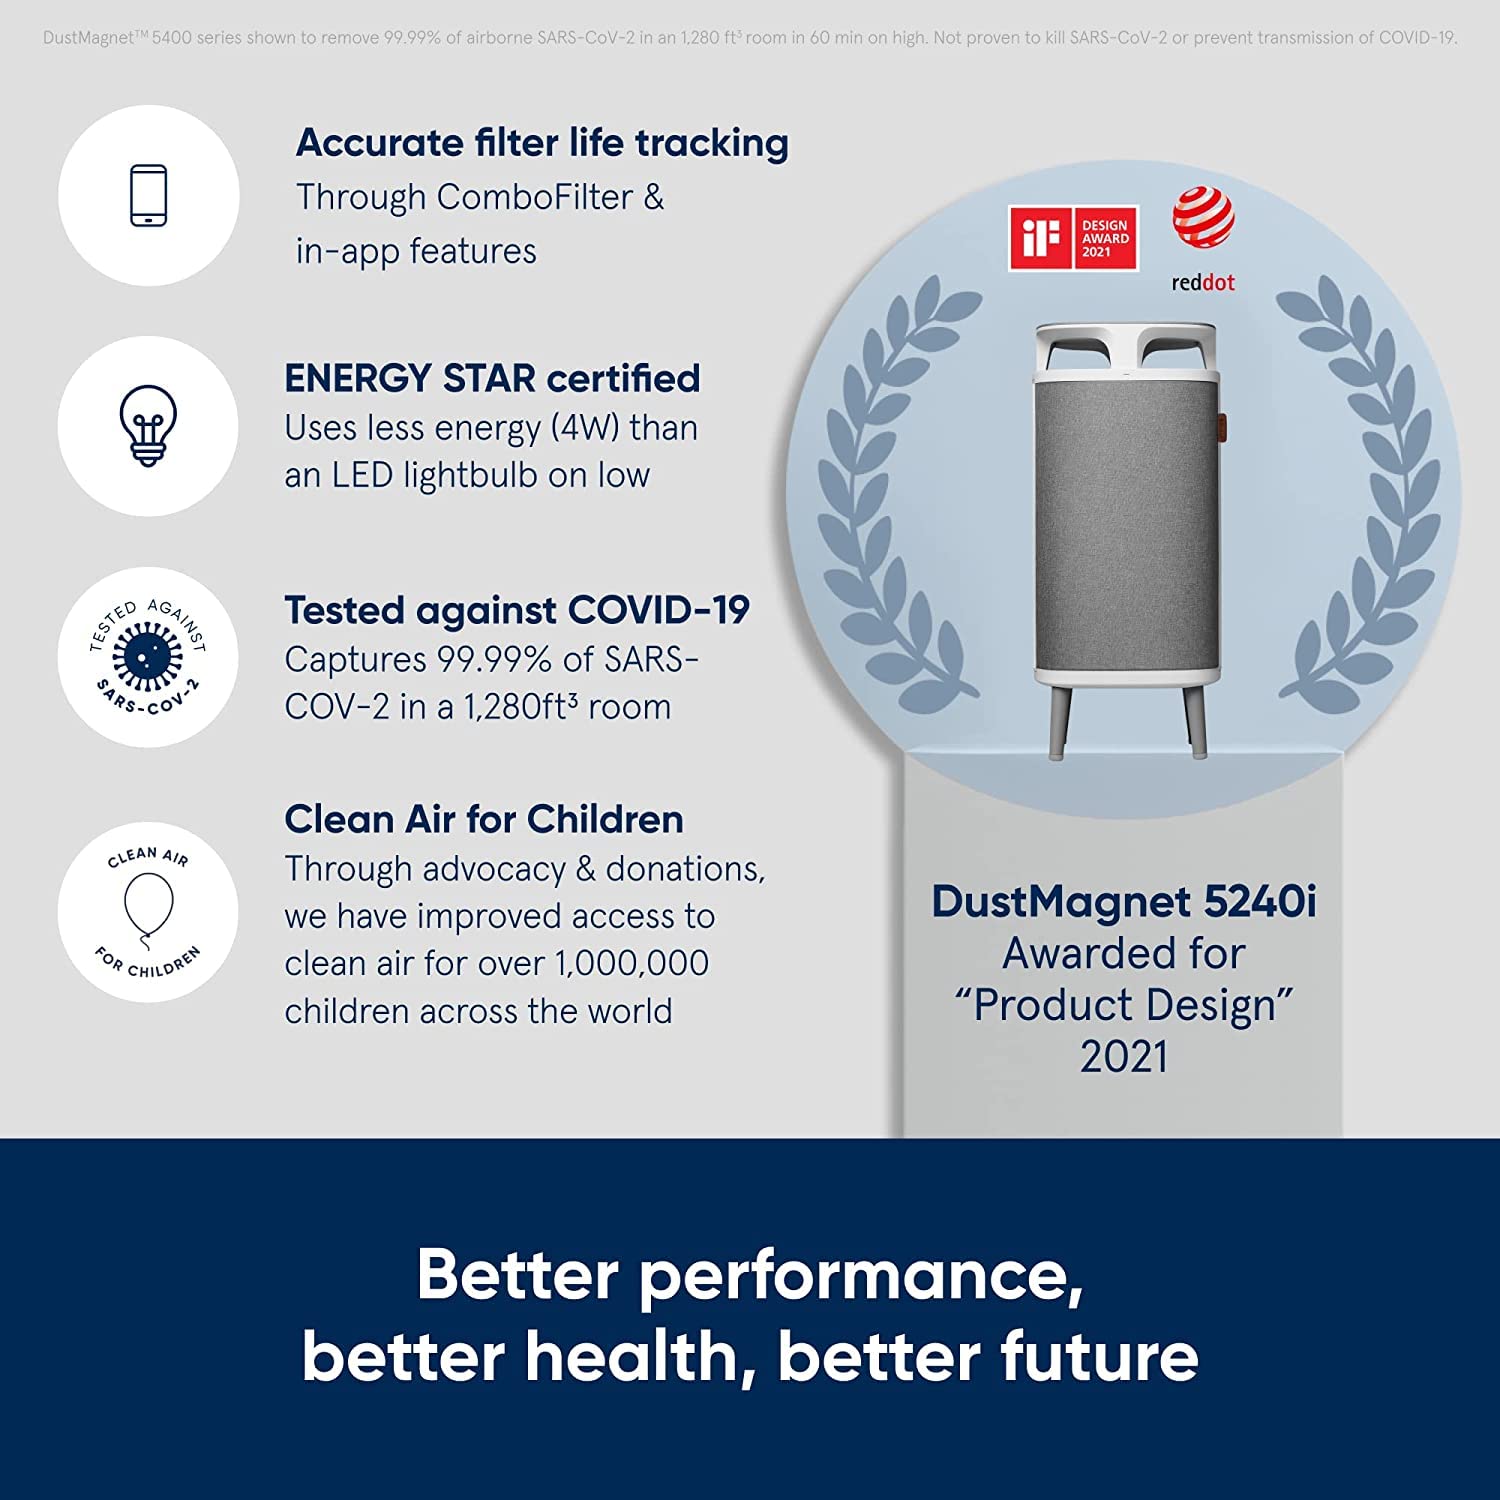 DustMagnet™ 5400 series shown to remove 99.99% of airborne SARS-CoV-2 in an 1,280 ft³ room in 60 min on high. Not proven to kill SARS-CoV-2 or prevent transmission of COVID-19.
Accurate filter life tracking
Through ComboFilter &
in-app features
ENERGY STAR certified
Uses less energy (4W) than
an LED lightbulb on low
TESTED AGAINST
SARS-COV-2
Tested against COVID-19
Captures 99.99% of SARS-
COV-2 in a 1,280ft³ room
CLEAN AIR
FOR CHILDREN
Clean Air for Children
Through advocacy & donations,
we have improved access to
clean air for over 1,000,000
children across the world
iF
DESIGN
AWARD
2021
reddot
DustMagnet 5240i
Awarded for
“Product Design”
2021
Better performance,
better health, better future